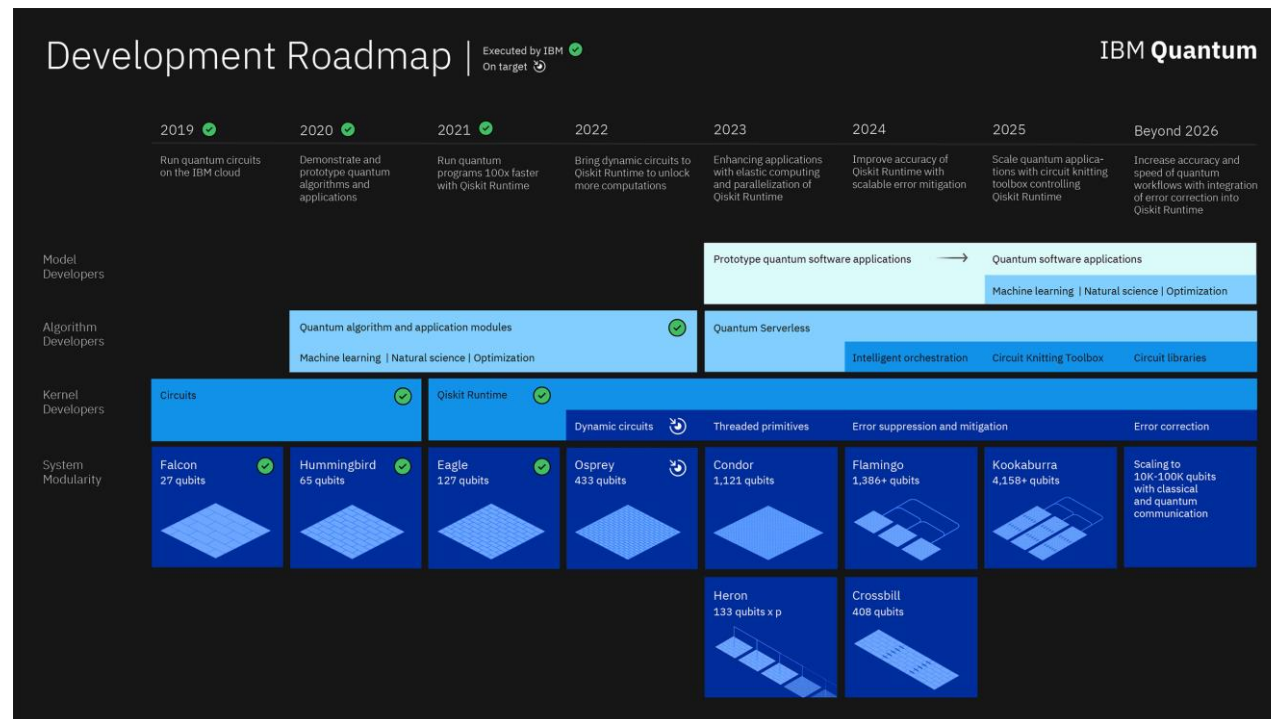 Development Roadmap
Executed by IBM
On target
IBM Quantum
2019
2020
2021
2022
2023
2024
2025
Beyond 2026
Run quantum circuits
on the IBM cloud
Demonstrate and
prototype quantum
algorithms and
applications
Run quantum
programs 100x faster
with Qiskit Runtime
Bring dynamic circuits to
Qiskit Runtime to unlock
more computations
Enhancing applications
with elastic computing
and parallelization of
Qiskit Runtime
Improve accuracy of
Qiskit Runtime with
scalable error mitigation
Scale quantum applica-
tions with circuit knitting
toolbox controlling
Qiskit Runtime
Increase accuracy and
speed of quantum
workflows with integration
of error correction into
Qiskit Runtime
Model
Developers
Prototype quantum software applications
Quantum software applications
Machine learning | Natural science | Optimization
Algorithm
Developers
Quantum algorithm and application modules
Machine learning | Natural science | Optimization
Quantum Serverless
Intelligent orchestration
Circuit Knitting Toolbox
Circuit libraries
Kernel
Developers
Circuits
Qiskit Runtime
Dynamic circuits
Threaded primitives
Error suppression and mitigation
Error correction
System
Modularity
Falcon
27 qubits
Hummingbird
65 qubits
Eagle
127 qubits
Osprey
433 qubits
Condor
1,121 qubits
Flamingo
1,386+ qubits
Kookaburra
4,158+ qubits
Scaling to
10K-100K qubits
with classical
and quantum
communication
Heron
133 qubits x p
Crossbill
408 qubits